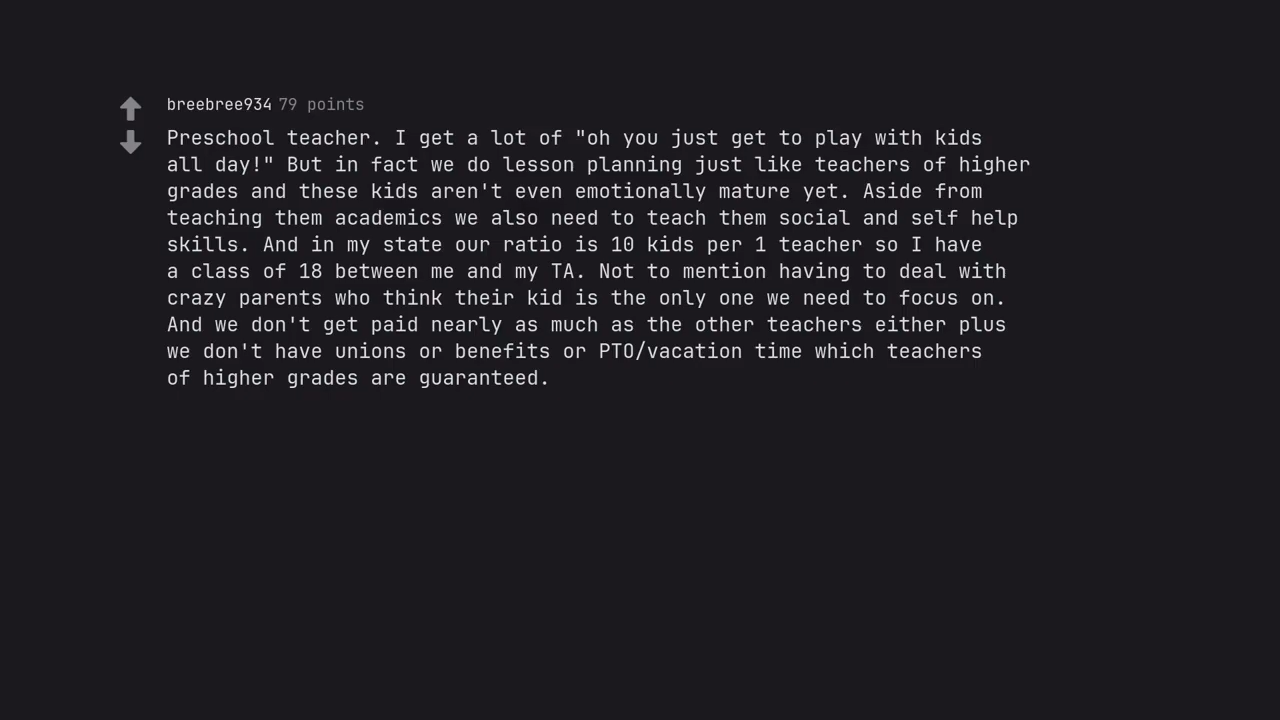 breebree934 79 points
Preschool teacher. I get a lot of "oh you just get to play with kids
all day!" But in fact we do lesson planning just like teachers of higher
grades and these kids aren't even emotionally mature yet. Aside from
teaching them academics we also need to teach them social and self help
skills. And in my state our ratio is 10 kids per 1 teacher so I have
a class of 18 between me and my TA. Not to mention having to deal with
crazy parents who think their kid is the only one we need to focus on.
And we don't get paid nearly as much as the other teachers either plus
we don't have unions or benefits or PTO/vacation time which teachers
of higher grades are guaranteed.